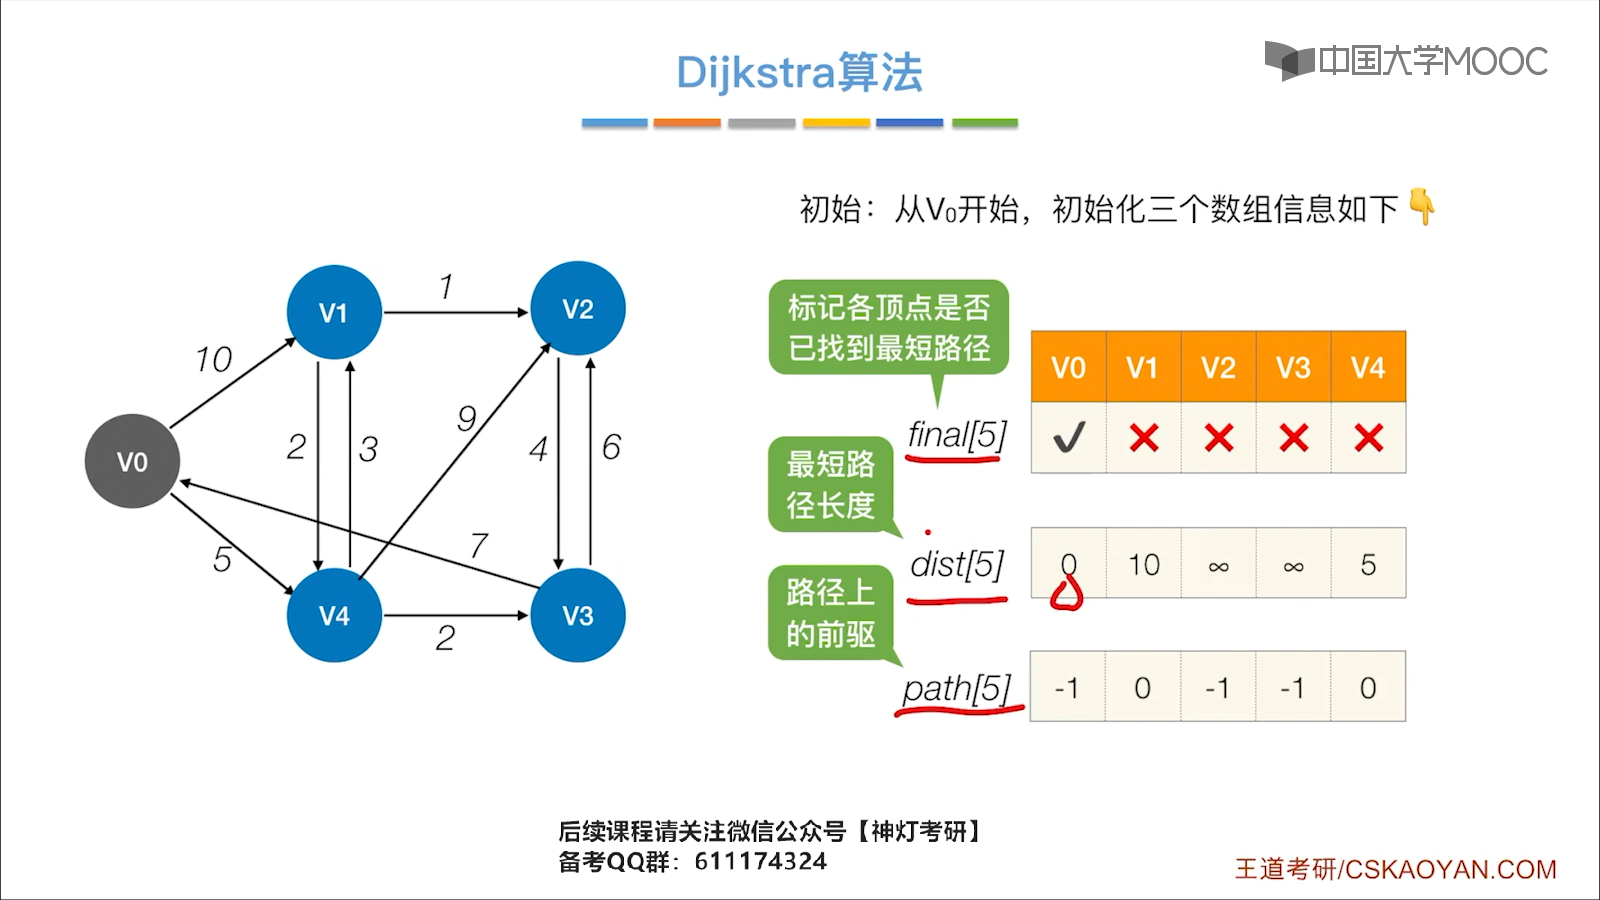 Dijkstra算法
中国大学MOOC
初始：从V₀开始，初始化三个数组信息如下👇
V1
1
V2
10
2
3
9
4
6
V0
5
7
V4
2
V3
标记各顶点是否
已找到最短路径
V0 V1 V2 V3 V4
final[5] ✓ ✕ ✕ ✕ ✕
最短路
径长度
dist[5] 0 10 ∞ ∞ 5
路径上
的前驱
path[5] -1 0 -1 -1 0
后续课程请关注微信公众号【神灯考研】
备考QQ群：611174324
王道考研/CSKAOYAN.COM